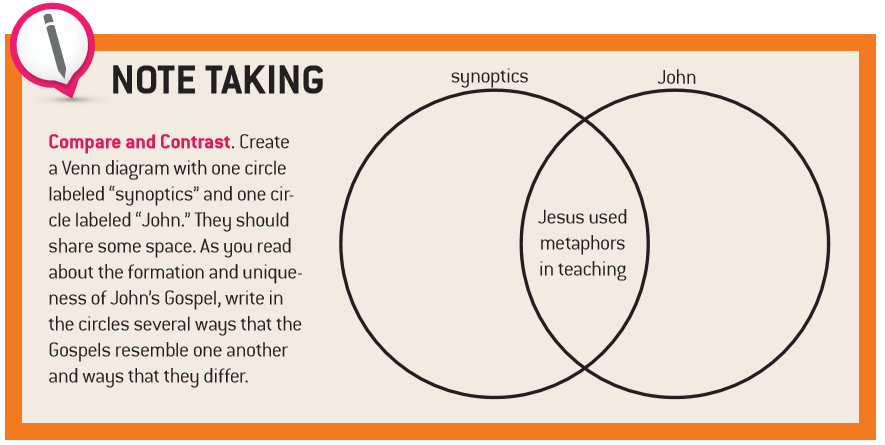 NOTE TAKING
Compare and Contrast. Create
a Venn diagram with one circle
labeled “synoptics” and one cir-
cle labeled “John.” They should
share some space. As you read
about the formation and unique-
ness of John’s Gospel, write in
the circles several ways that the
Gospels resemble one another
and ways that they differ.
synoptics
John
Jesus used
metaphors
in teaching